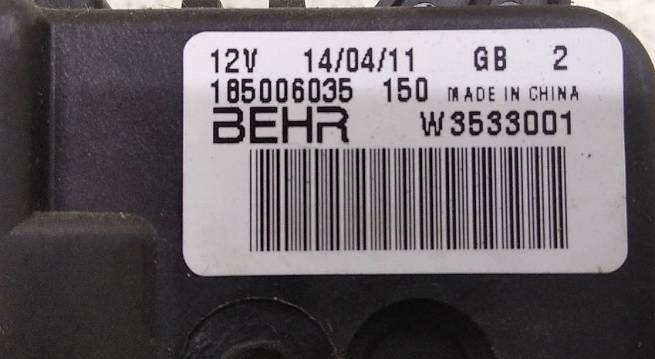 12V 14/04/11 GB 2
185006035 150 MADE IN CHINA
BEHR W3533001